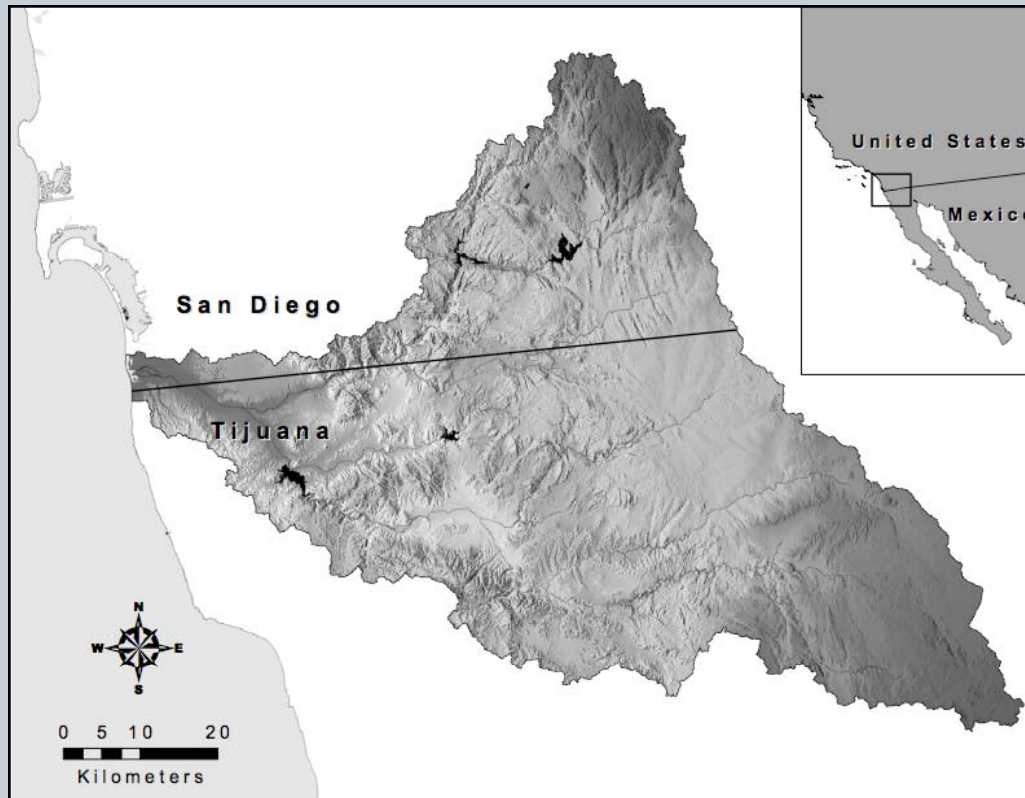 United States
Mexico
San Diego
Tijuana
N
W E
S
0 5 10 20
Kilometers